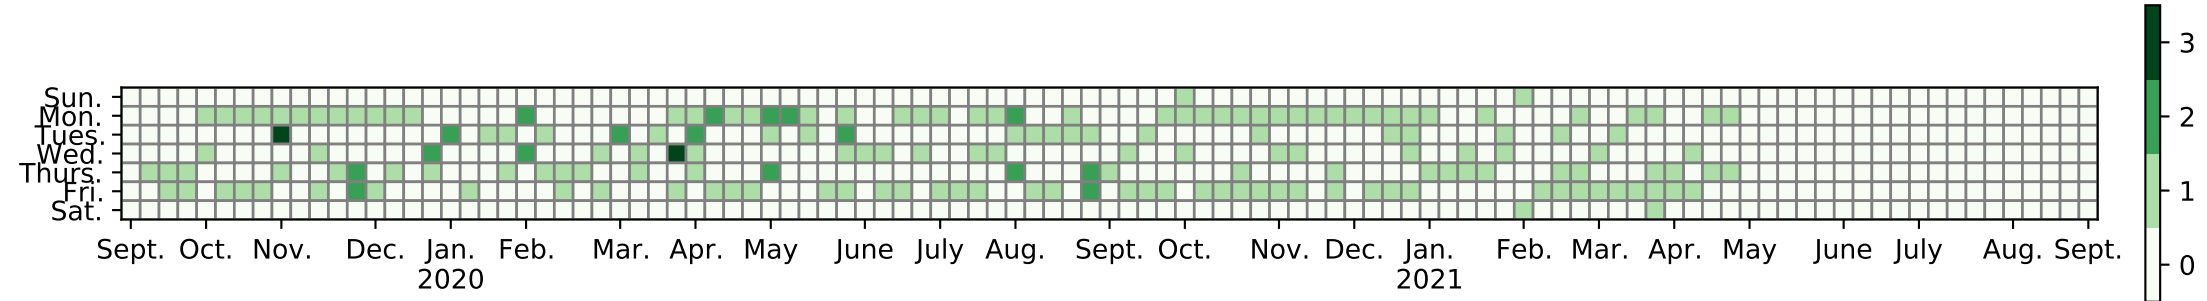 Sun.
Mon.
Tues.
Wed.
Thurs.
Fri.
Sat.
Sept. Oct. Nov. Dec. Jan. Feb. Mar. Apr. May June July Aug. Sept. Oct. Nov. Dec. Jan. Feb. Mar. Apr. May June July Aug. Sept.
2020 2021
3
2
1
0